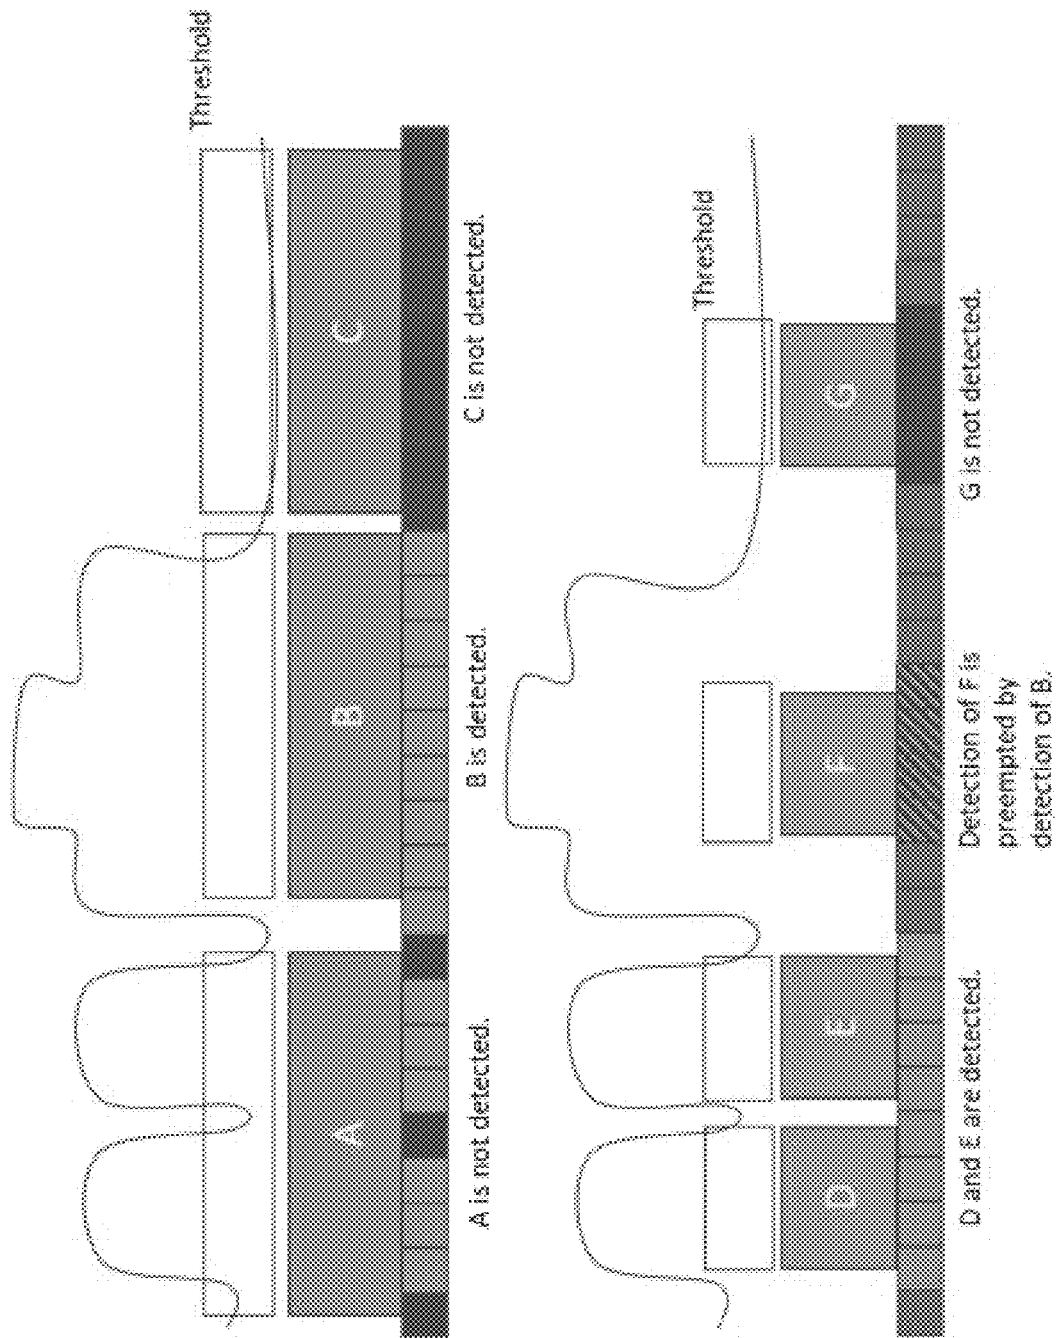 Threshold
A
B
C
A is not detected.
B is detected.
C is not detected.
Threshold
D
E
F
G
D and E are detected.
Detection of F is
preempted by
detection of B.
G is not detected.